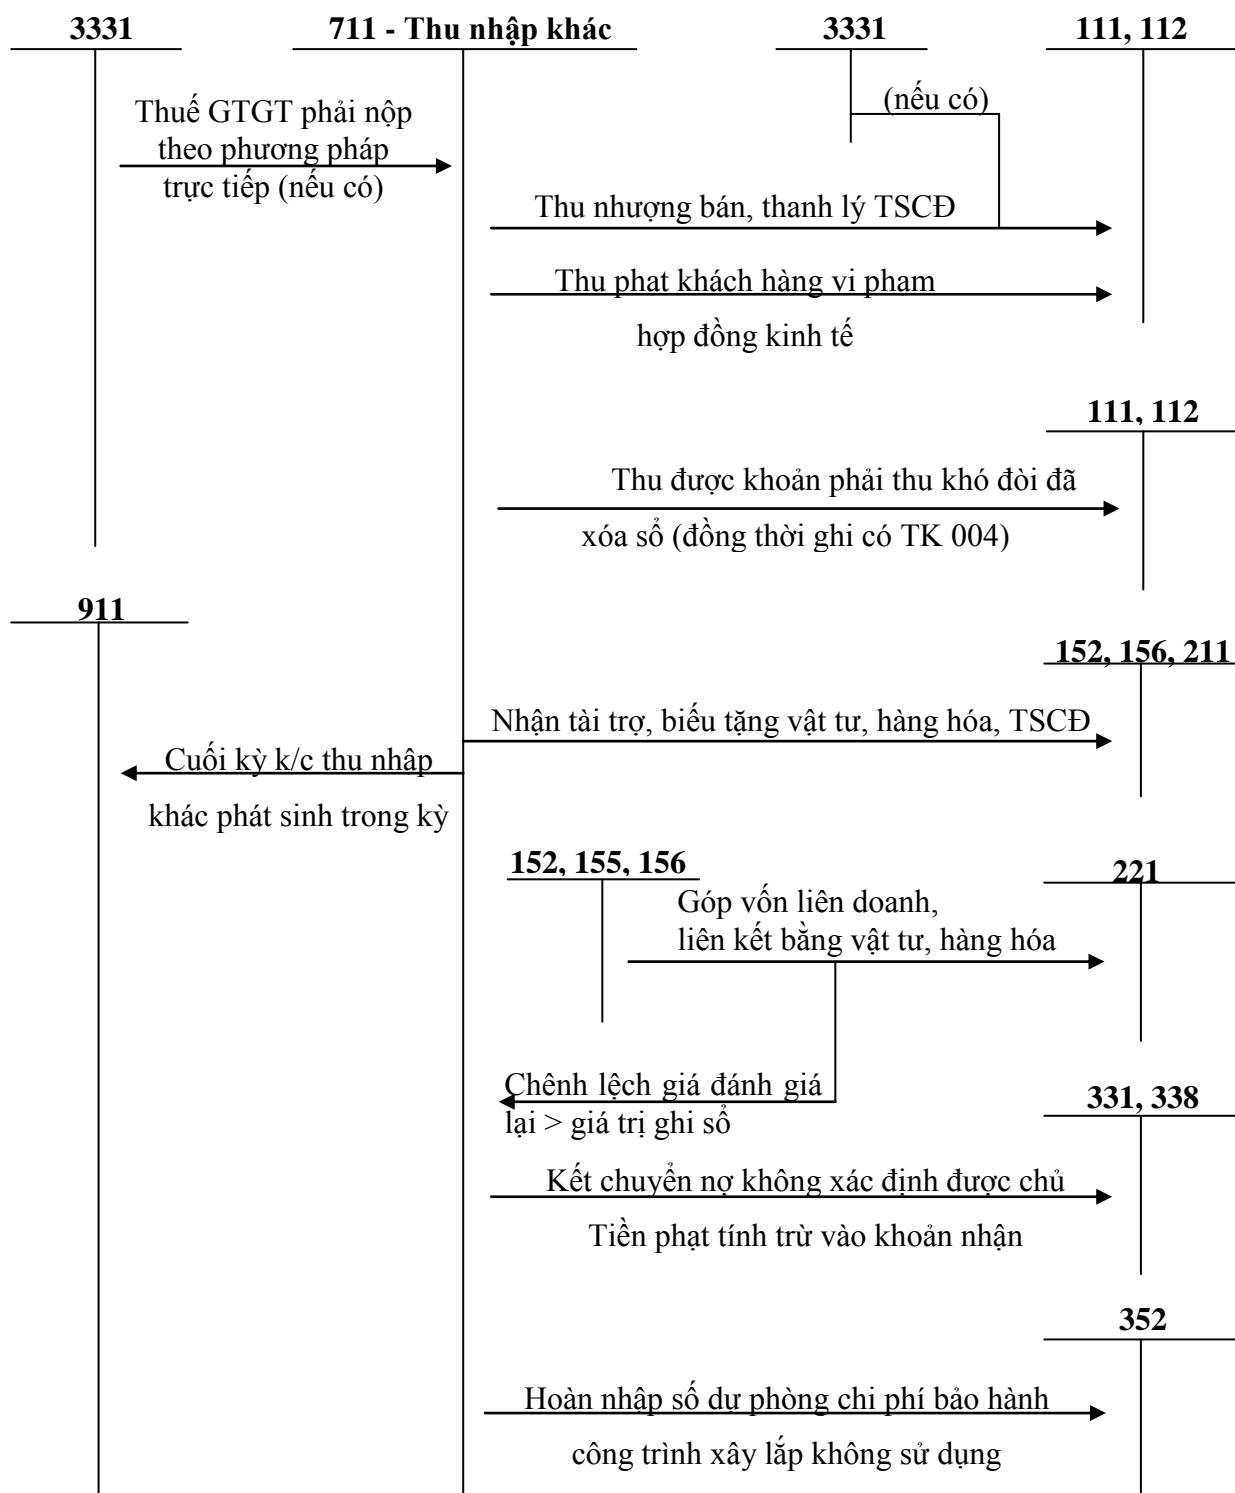 3331
711 - Thu nhập khác
3331
111, 112
(nếu có)
Thuế GTGT phải nộp
theo phương pháp
trực tiếp (nếu có)
Thu nhượng bán, thanh lý TSCĐ
Thu phạt khách hàng vi phạm
hợp đồng kinh tế
111, 112
Thu được khoản phải thu khó đòi đã
xóa sổ (đồng thời ghi có TK 004)
911
152, 156, 211
Nhận tài trợ, biếu tặng vật tư, hàng hóa, TSCĐ
Cuối kỳ k/c thu nhập
khác phát sinh trong kỳ
152, 155, 156
221
Góp vốn liên doanh,
liên kết bằng vật tư, hàng hóa
Chênh lệch giá đánh giá
lại > giá trị ghi sổ
331, 338
Kết chuyển nợ không xác định được chủ
Tiền phạt tính trừ vào khoản nhận
352
Hoàn nhập số dự phòng chi phí bảo hành
công trình xây lắp không sử dụng